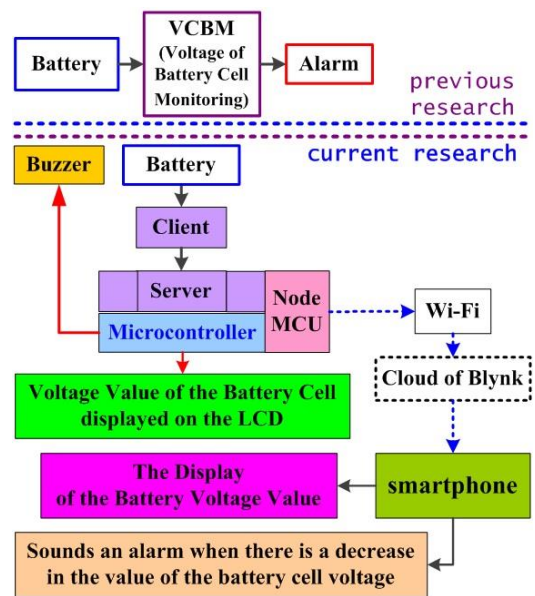 VCBM
(Voltage of
Battery Cell
Monitoring)
Battery
Alarm
previous
research
current research
Buzzer
Battery
Client
Server
Node
MCU
Microcontroller
Wi-Fi
Cloud of Blynk
Voltage Value of the Battery Cell
displayed on the LCD
The Display
of the Battery Voltage Value
smartphone
Sounds an alarm when there is a decrease
in the value of the battery cell voltage